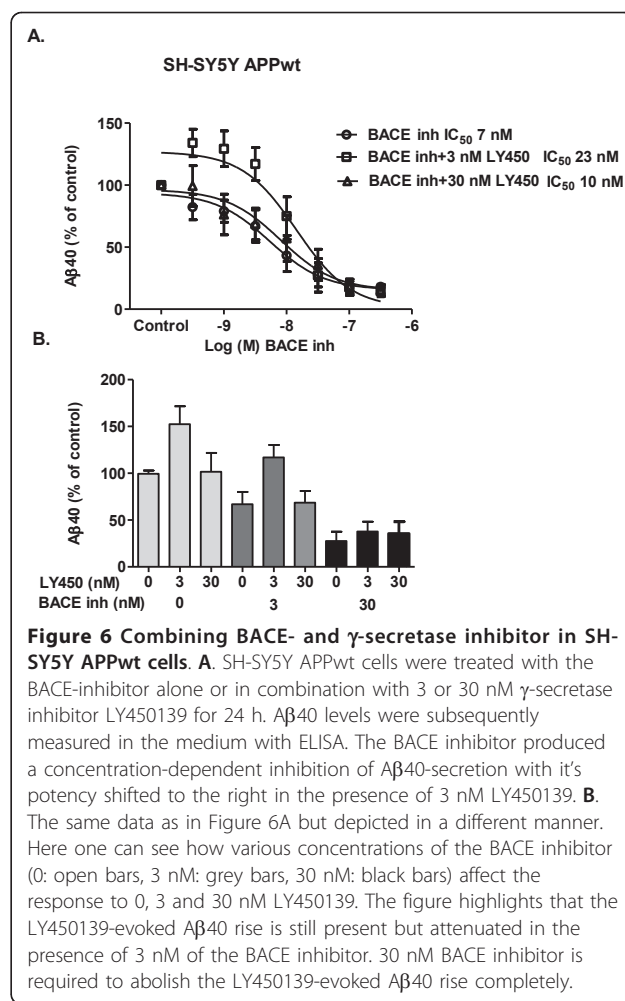 A.
SH-SY5Y APPwt
150
100
50
0
Aβ40 (% of control)
BACE inh IC50 7 nM
BACE inh+3 nM LY450 IC50 23 nM
BACE inh+30 nM LY450 IC50 10 nM
Control -9 -8 -7 -6
Log (M) BACE inh
B.
200
150
100
50
0
Aβ40 (% of control)
LY450 (nM) 0 3 30 0 3 30 0 3 30
BACE inh (nM) 0 3 30
Figure 6 Combining BACE- and γ-secretase inhibitor in SH-
SY5Y APPwt cells. A. SH-SY5Y APPwt cells were treated with the
BACE-inhibitor alone or in combination with 3 or 30 nM γ-secretase
inhibitor LY450139 for 24 h. Aβ40 levels were subsequently
measured in the medium with ELISA. The BACE inhibitor produced
a concentration-dependent inhibition of Aβ40-secretion with it's
potency shifted to the right in the presence of 3 nM LY450139. B.
The same data as in Figure 6A but depicted in a different manner.
Here one can see how various concentrations of the BACE inhibitor
(0: open bars, 3 nM: grey bars, 30 nM: black bars) affect the
response to 0, 3 and 30 nM LY450139. The figure highlights that the
LY450139-evoked Aβ40 rise is still present but attenuated in the
presence of 3 nM of the BACE inhibitor. 30 nM BACE inhibitor is
required to abolish the LY450139-evoked Aβ40 rise completely.